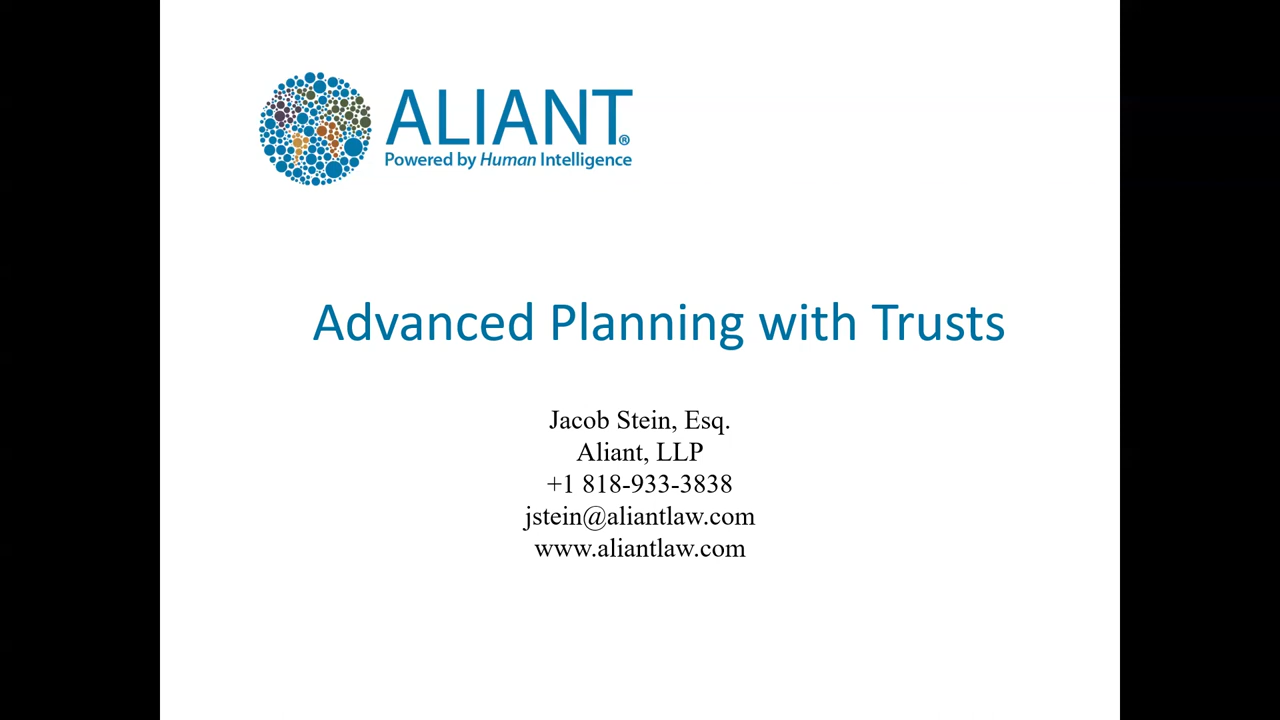 ALIANT®
Powered by Human Intelligence
Advanced Planning with Trusts
Jacob Stein, Esq.
Aliant, LLP
+1 818-933-3838
jstein@aliantlaw.com
www.aliantlaw.com